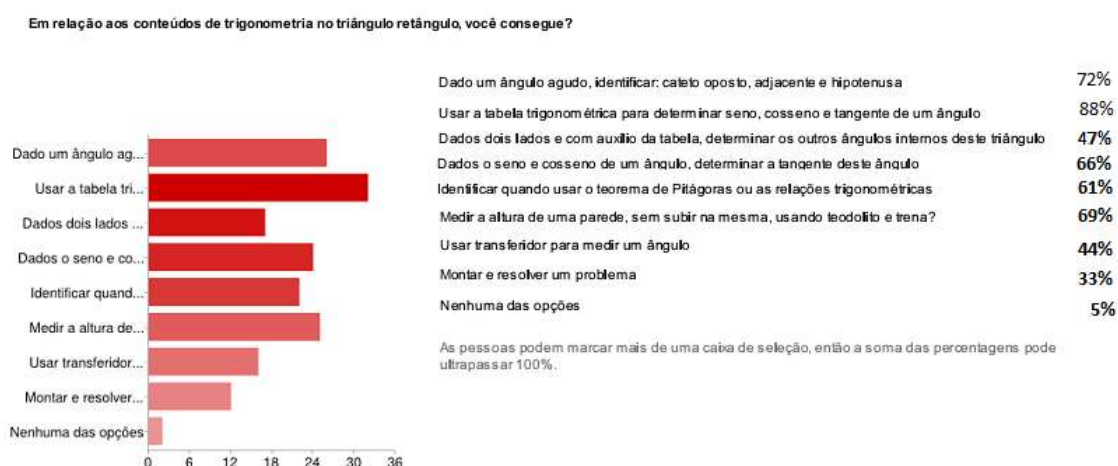 Em relação aos conteúdos de trigonometria no triângulo retângulo, você consegue?
Dado um ângulo ag...
Usar a tabela tri...
Dados dois lados ...
Dados o seno e co...
Identificar quand...
Medir a altura de...
Usar transferidor...
Montar e resolver...
Nenhuma das opções
0 6 12 18 24 30 36
Dado um ângulo agudo, identificar: cateto oposto, adjacente e hipotenusa 72%
Usar a tabela trigonométrica para determinar seno, cosseno e tangente de um ângulo 88%
Dados dois lados e com auxílio da tabela, determinar os outros ângulos internos deste triângulo 47%
Dados o seno e cosseno de um ângulo, determinar a tangente deste ângulo 66%
Identificar quando usar o teorema de Pitágoras ou as relações trigonométricas 61%
Medir a altura de uma parede, sem subir na mesma, usando teodolito e trena? 69%
Usar transferidor para medir um ângulo 44%
Montar e resolver um problema 33%
Nenhuma das opções 5%
As pessoas podem marcar mais de uma caixa de seleção, então a soma das percentagens pode
ultrapassar 100%.